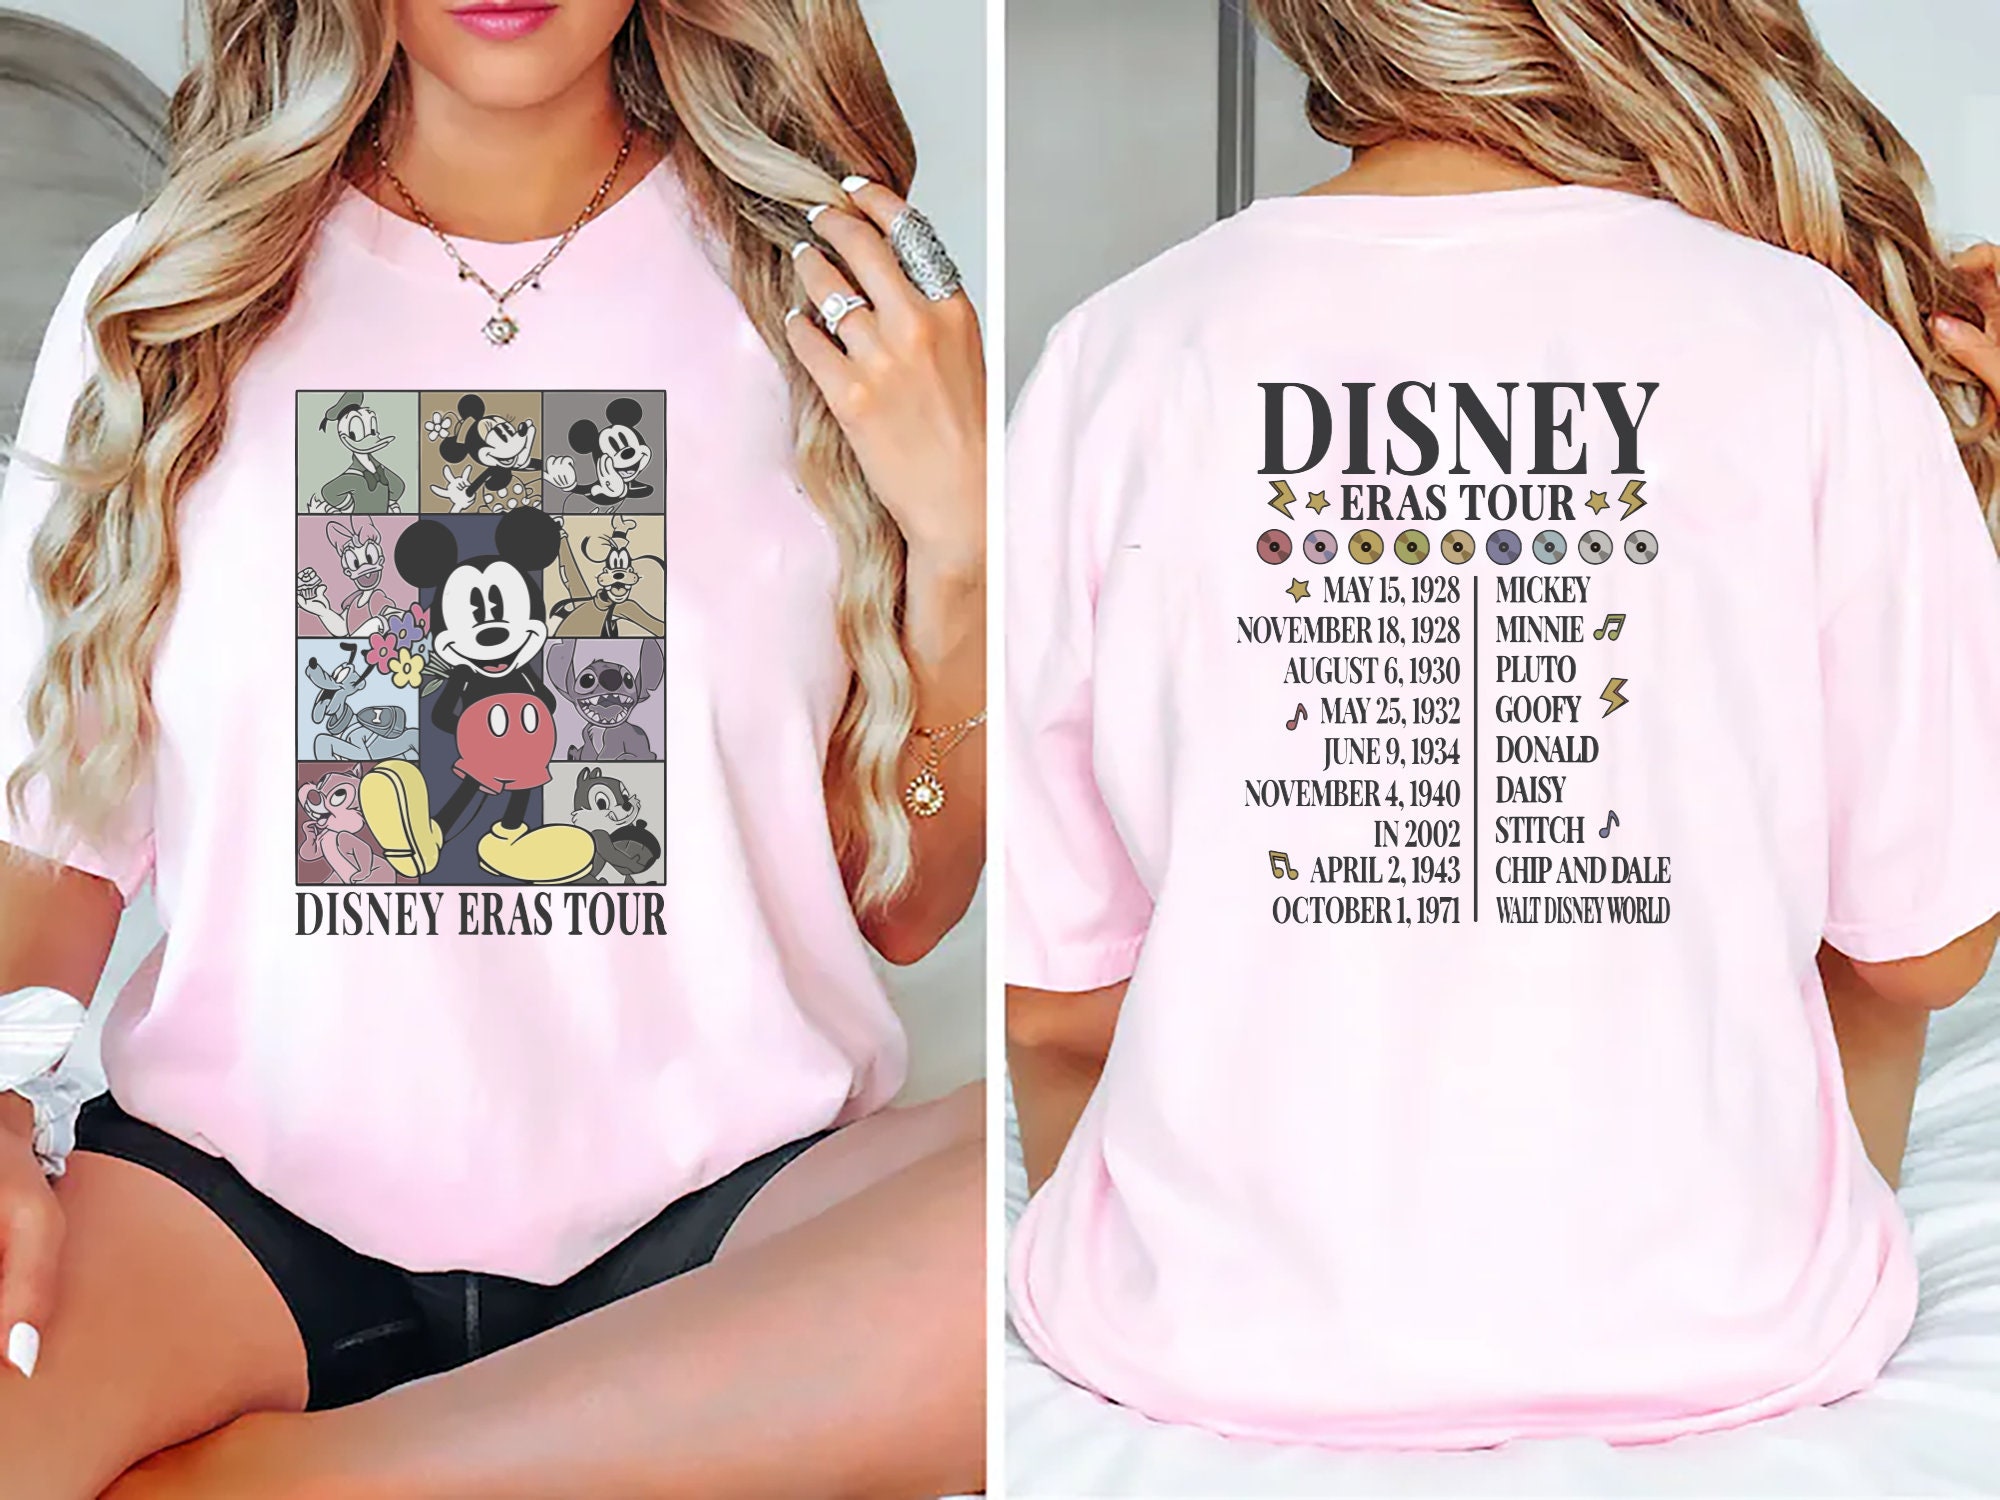 DISNEY ERAS TOUR
DISNEY
ERAS TOUR
MAY 15, 1928 MICKEY
NOVEMBER 18, 1928 MINNIE
AUGUST 6, 1930 PLUTO
MAY 25, 1932 GOOFY
JUNE 9, 1934 DONALD
NOVEMBER 4, 1940 DAISY
IN 2002 STITCH
APRIL 2, 1943 CHIP AND DALE
OCTOBER 1, 1971 WALT DISNEY WORLD